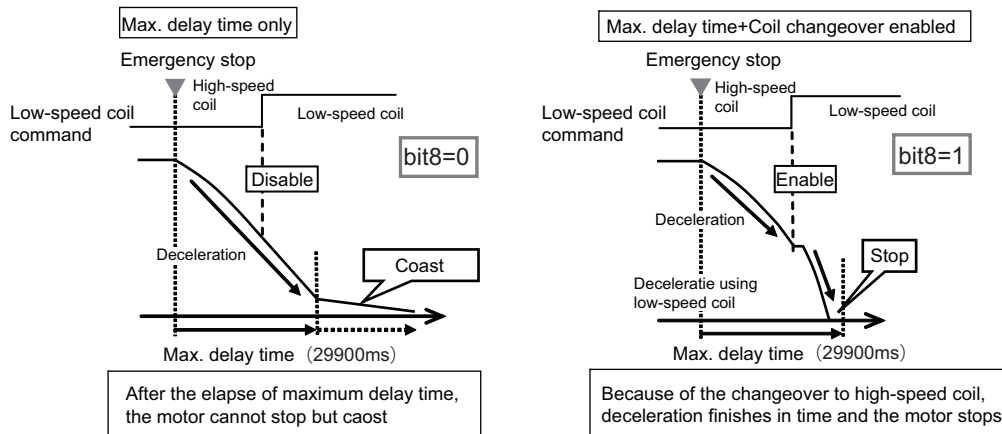 Max. delay time only
Emergency stop
High-speed
coil
Low-speed coil
Low-speed coil
command
bit8=0
Disable
Deceleration
Coast
Max. delay time（29900ms）
After the elapse of maximum delay time,
the motor cannot stop but caost
Max. delay time+Coil changeover enabled
Emergency stop
High-speed
coil
Low-speed coil
Low-speed coil
command
bit8=1
Enable
Deceleration
Stop
Deceleratie using
low-speed coil
Max. delay time（29900ms）
Because of the changeover to high-speed coil,
deceleration finishes in time and the motor stops